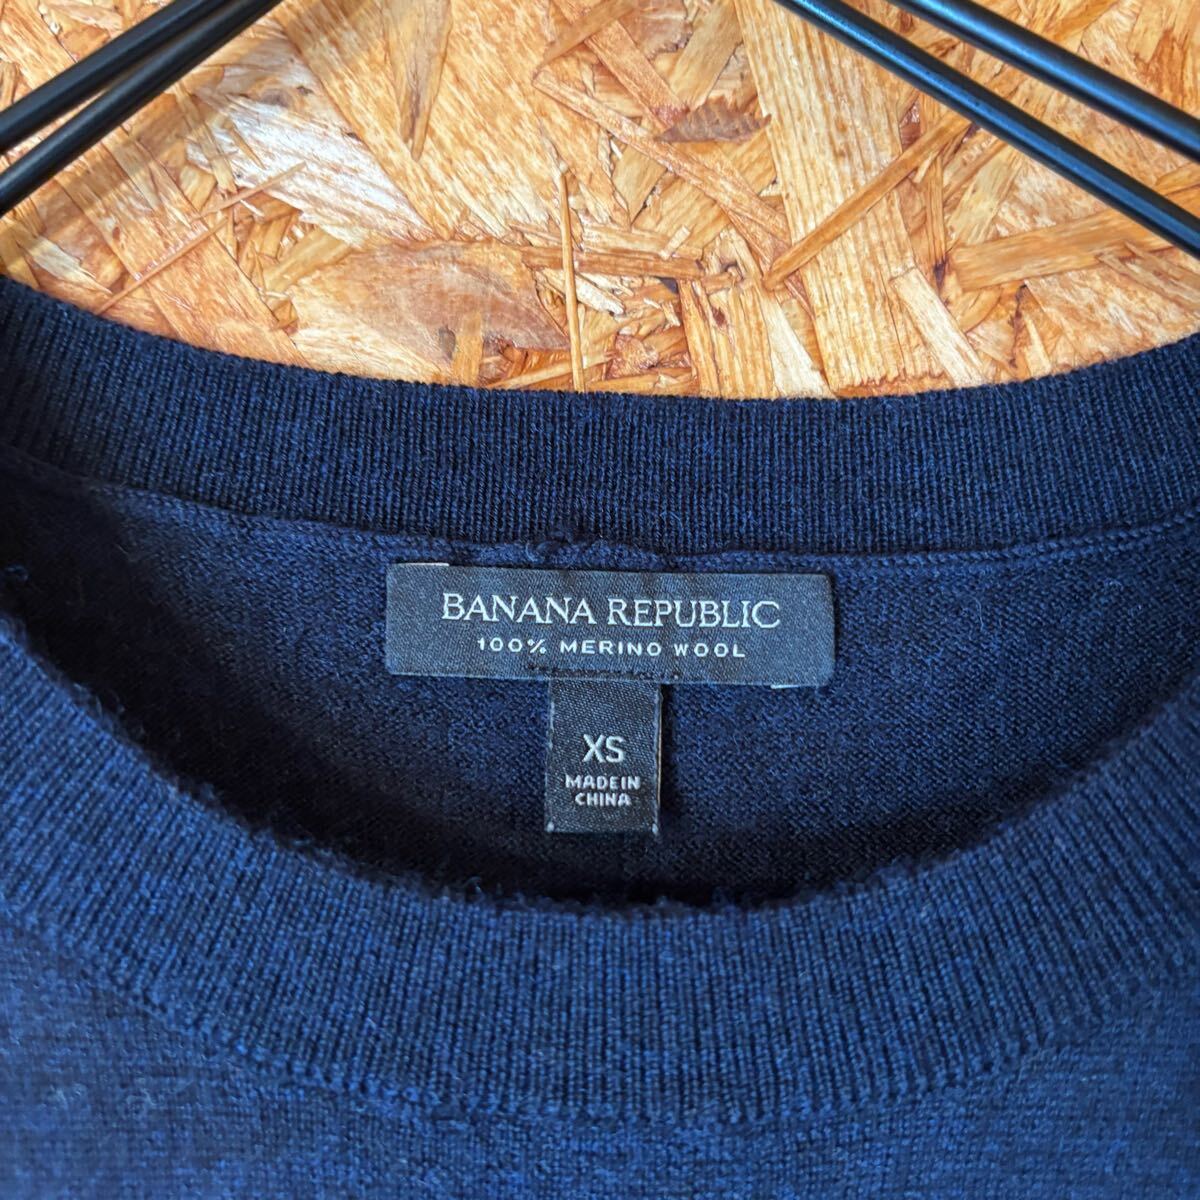 BANANA REPUBLIC
100% MERINO WOOL
XS
MADE IN
CHINA